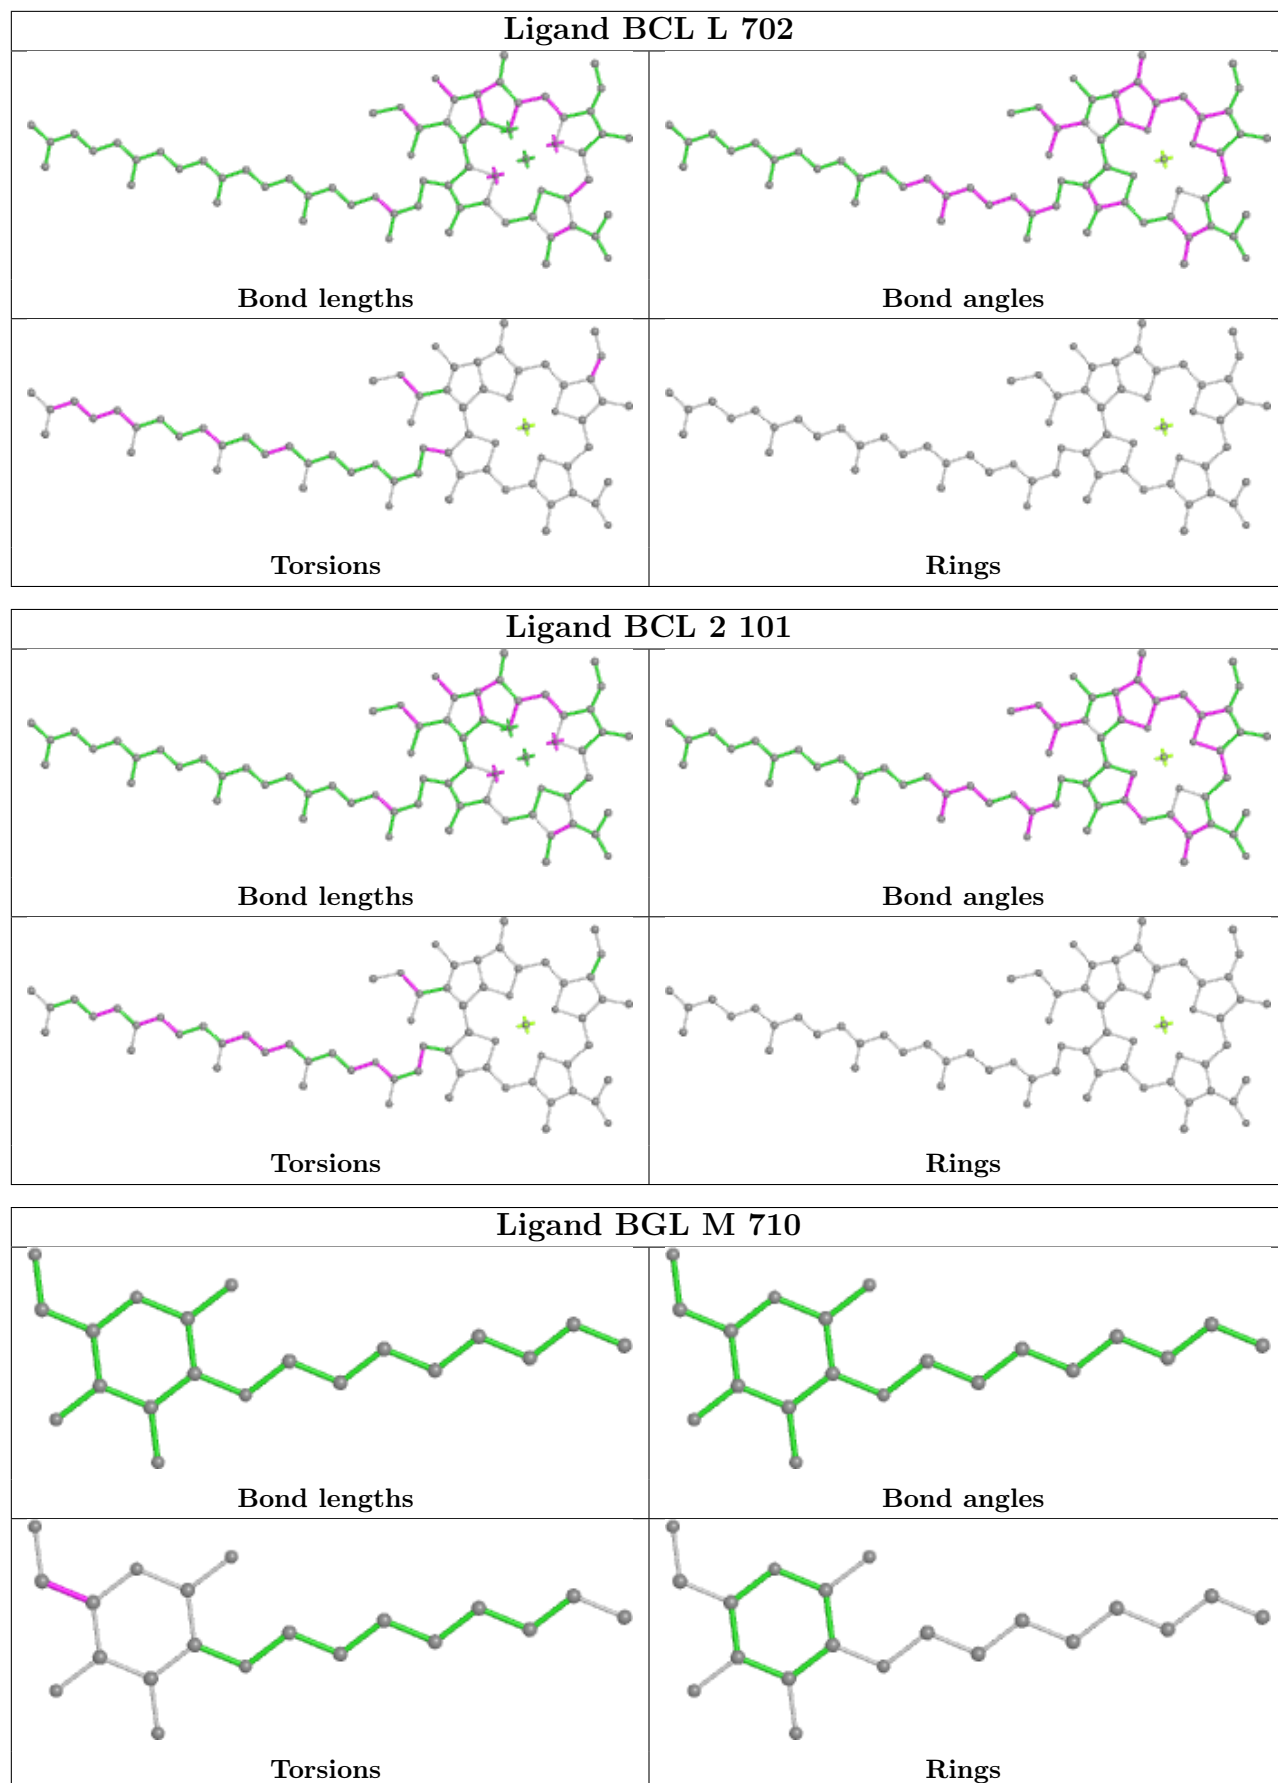 Ligand BCL L 702
Bond lengths
Bond angles
Torsions
Rings
Ligand BCL 2 101
Bond lengths
Bond angles
Torsions
Rings
Ligand BGL M 710
Bond lengths
Bond angles
Torsions
Rings